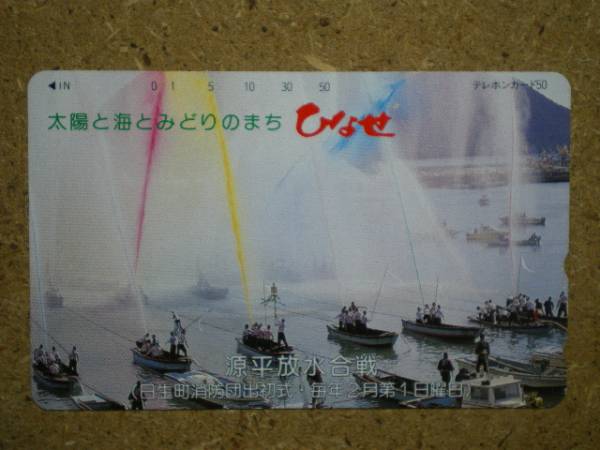 ◀IN 0 1 5 10 30 50 テレホンカード50
太陽と海とみどりのまち ひなせ
源平放水合戦
(日生町消防団出初式・毎年2月第1日曜日)